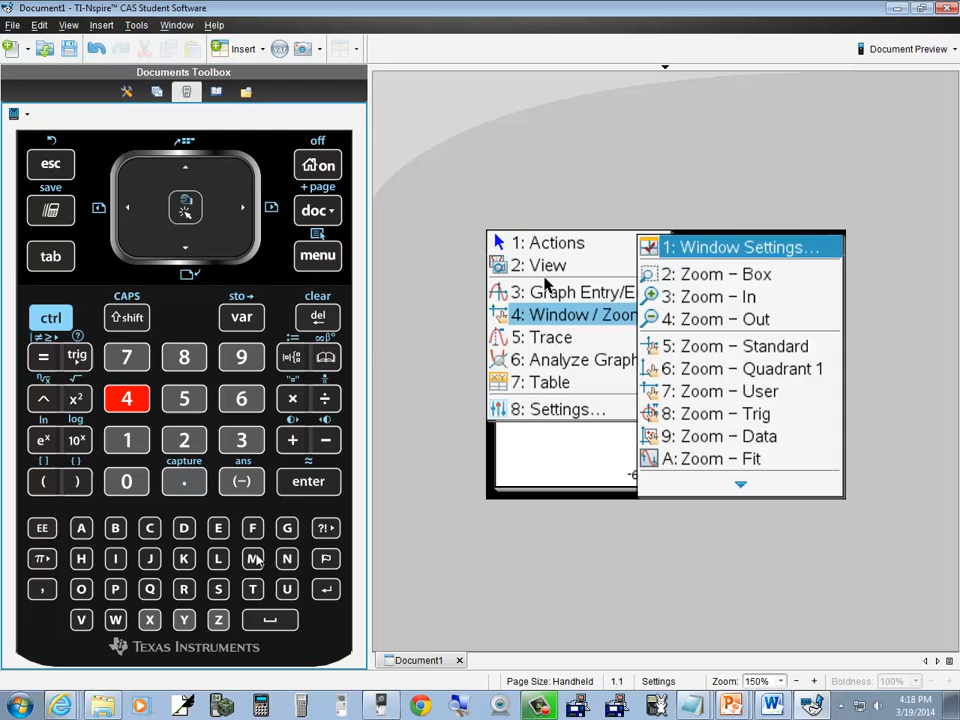 Document1 - TI-Nspire™ CAS Student Software
File Edit View Insert Tools Window Help
Insert Document Preview
Documents Toolbox
off
esc on
save + page
doc
tab menu
CAPS sto clear
ctrl shift var del
= trig 7 8 9
^ x² 4 5 6 × ÷
ln log
eˣ 10ˣ 1 2 3 + −
[ ] { } capture ans ≈
( ) 0 . (−) enter
EE A B C D E F G ?!
π H I J K L M N
, O P Q R S T U
V W X Y Z
TEXAS INSTRUMENTS
1: Actions
2: View
3: Graph Entry/E
4: Window / Zoom
5: Trace
6: Analyze Graph
7: Table
8: Settings...
1: Window Settings...
2: Zoom – Box
3: Zoom – In
4: Zoom – Out
5: Zoom – Standard
6: Zoom – Quadrant 1
7: Zoom – User
8: Zoom – Trig
9: Zoom – Data
A: Zoom – Fit
Document1
Page Size: Handheld 1.1 Settings Zoom: 150% Boldness: 100%
4:18 PM
3/19/2014